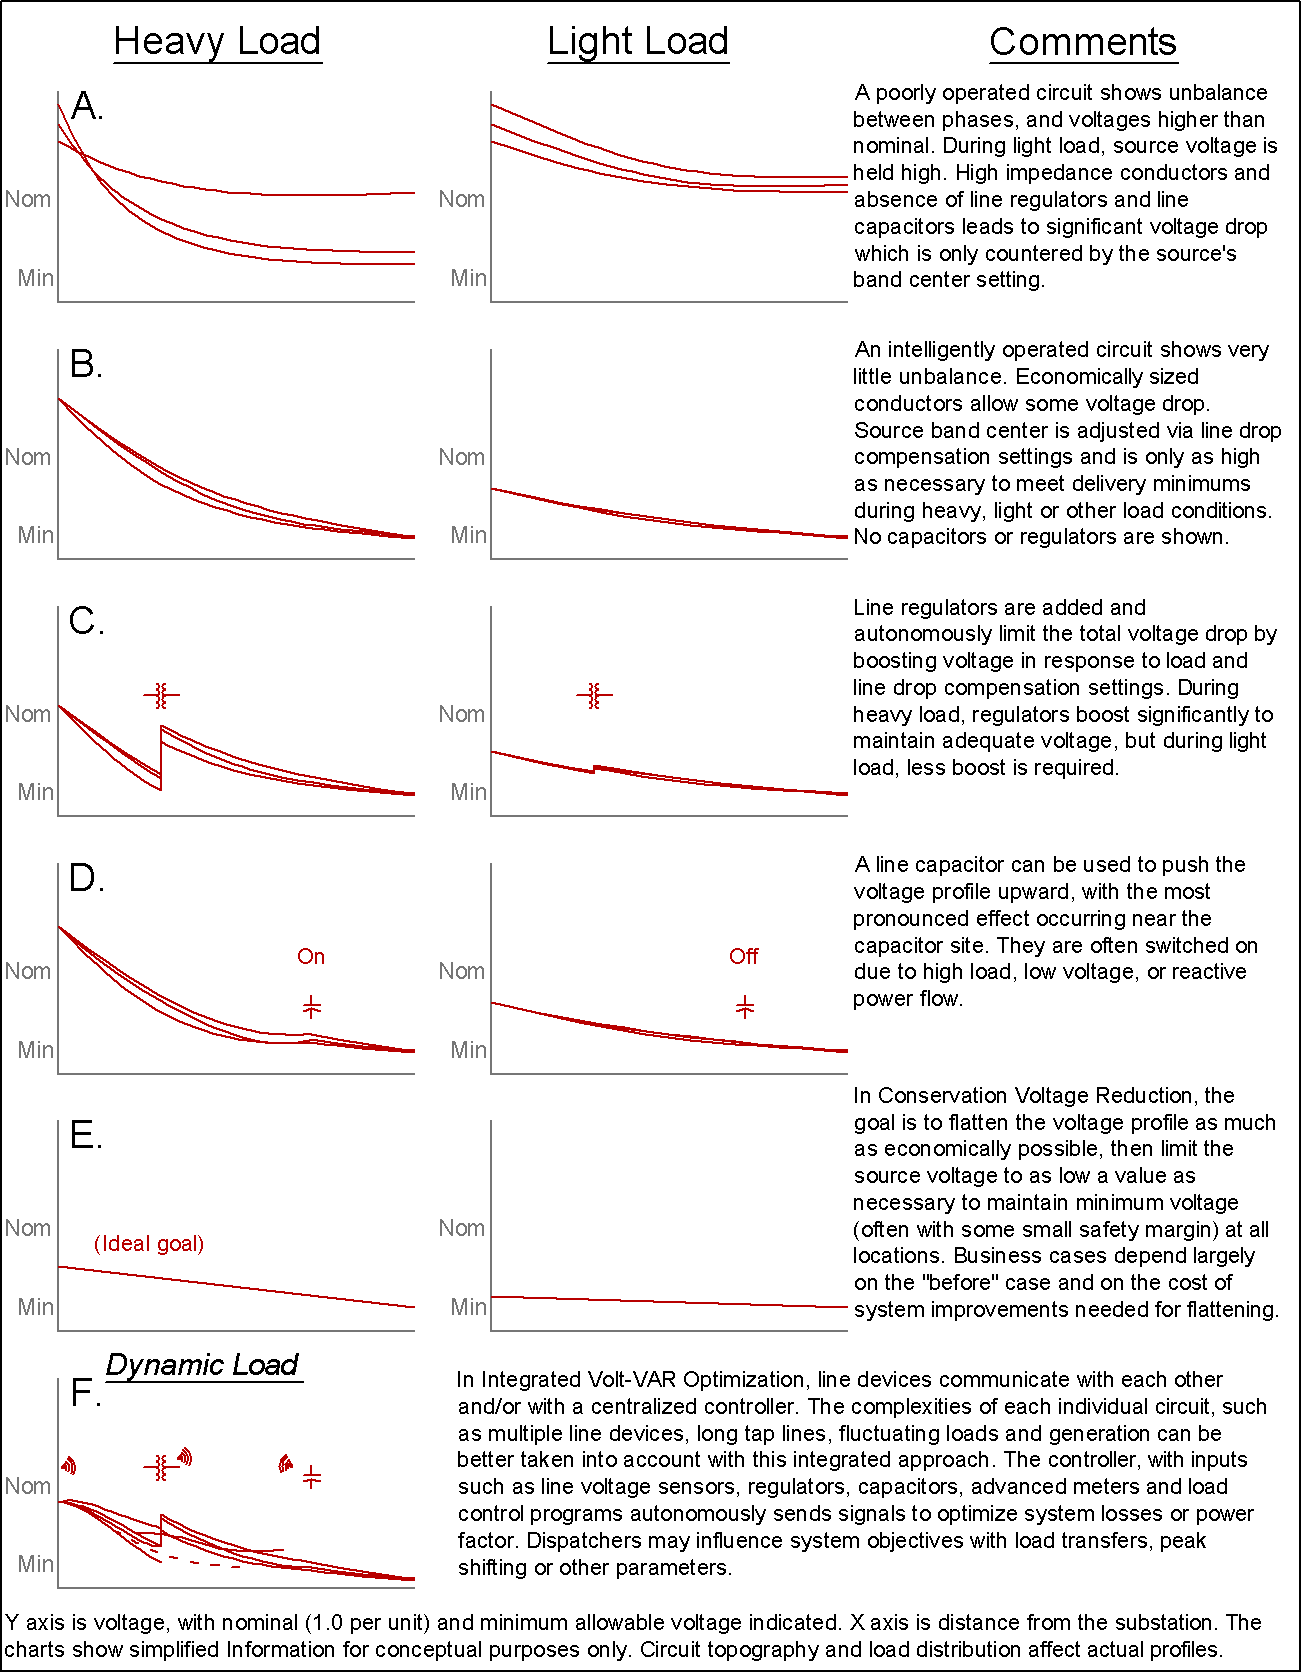 Heavy Load
Light Load
Comments
A.
Nom
Min
Nom
Min
A poorly operated circuit shows unbalance
between phases, and voltages higher than
nominal. During light load, source voltage is
held high. High impedance conductors and
absence of line regulators and line
capacitors leads to significant voltage drop
which is only countered by the source's
band center setting.
B.
Nom
Min
Nom
Min
An intelligently operated circuit shows very
little unbalance. Economically sized
conductors allow some voltage drop.
Source band center is adjusted via line drop
compensation settings and is only as high
as necessary to meet delivery minimums
during heavy, light or other load conditions.
No capacitors or regulators are shown.
C.
Nom
Min
Nom
Min
Line regulators are added and
autonomously limit the total voltage drop by
boosting voltage in response to load and
line drop compensation settings. During
heavy load, regulators boost significantly to
maintain adequate voltage, but during light
load, less boost is required.
D.
On
Nom
Min
Off
Nom
Min
A line capacitor can be used to push the
voltage profile upward, with the most
pronounced effect occurring near the
capacitor site. They are often switched on
due to high load, low voltage, or reactive
power flow.
E.
Nom
(Ideal goal)
Min
Nom
Min
In Conservation Voltage Reduction, the
goal is to flatten the voltage profile as much
as economically possible, then limit the
source voltage to as low a value as
necessary to maintain minimum voltage
(often with some small safety margin) at all
locations. Business cases depend largely
on the "before" case and on the cost of
system improvements needed for flattening.
Dynamic Load
F.
Nom
Min
In Integrated Volt-VAR Optimization, line devices communicate with each other
and/or with a centralized controller. The complexities of each individual circuit, such
as multiple line devices, long tap lines, fluctuating loads and generation can be
better taken into account with this integrated approach. The controller, with inputs
such as line voltage sensors, regulators, capacitors, advanced meters and load
control programs autonomously sends signals to optimize system losses or power
factor. Dispatchers may influence system objectives with load transfers, peak
shifting or other parameters.
Y axis is voltage, with nominal (1.0 per unit) and minimum allowable voltage indicated. X axis is distance from the substation. The
charts show simplified Information for conceptual purposes only. Circuit topography and load distribution affect actual profiles.